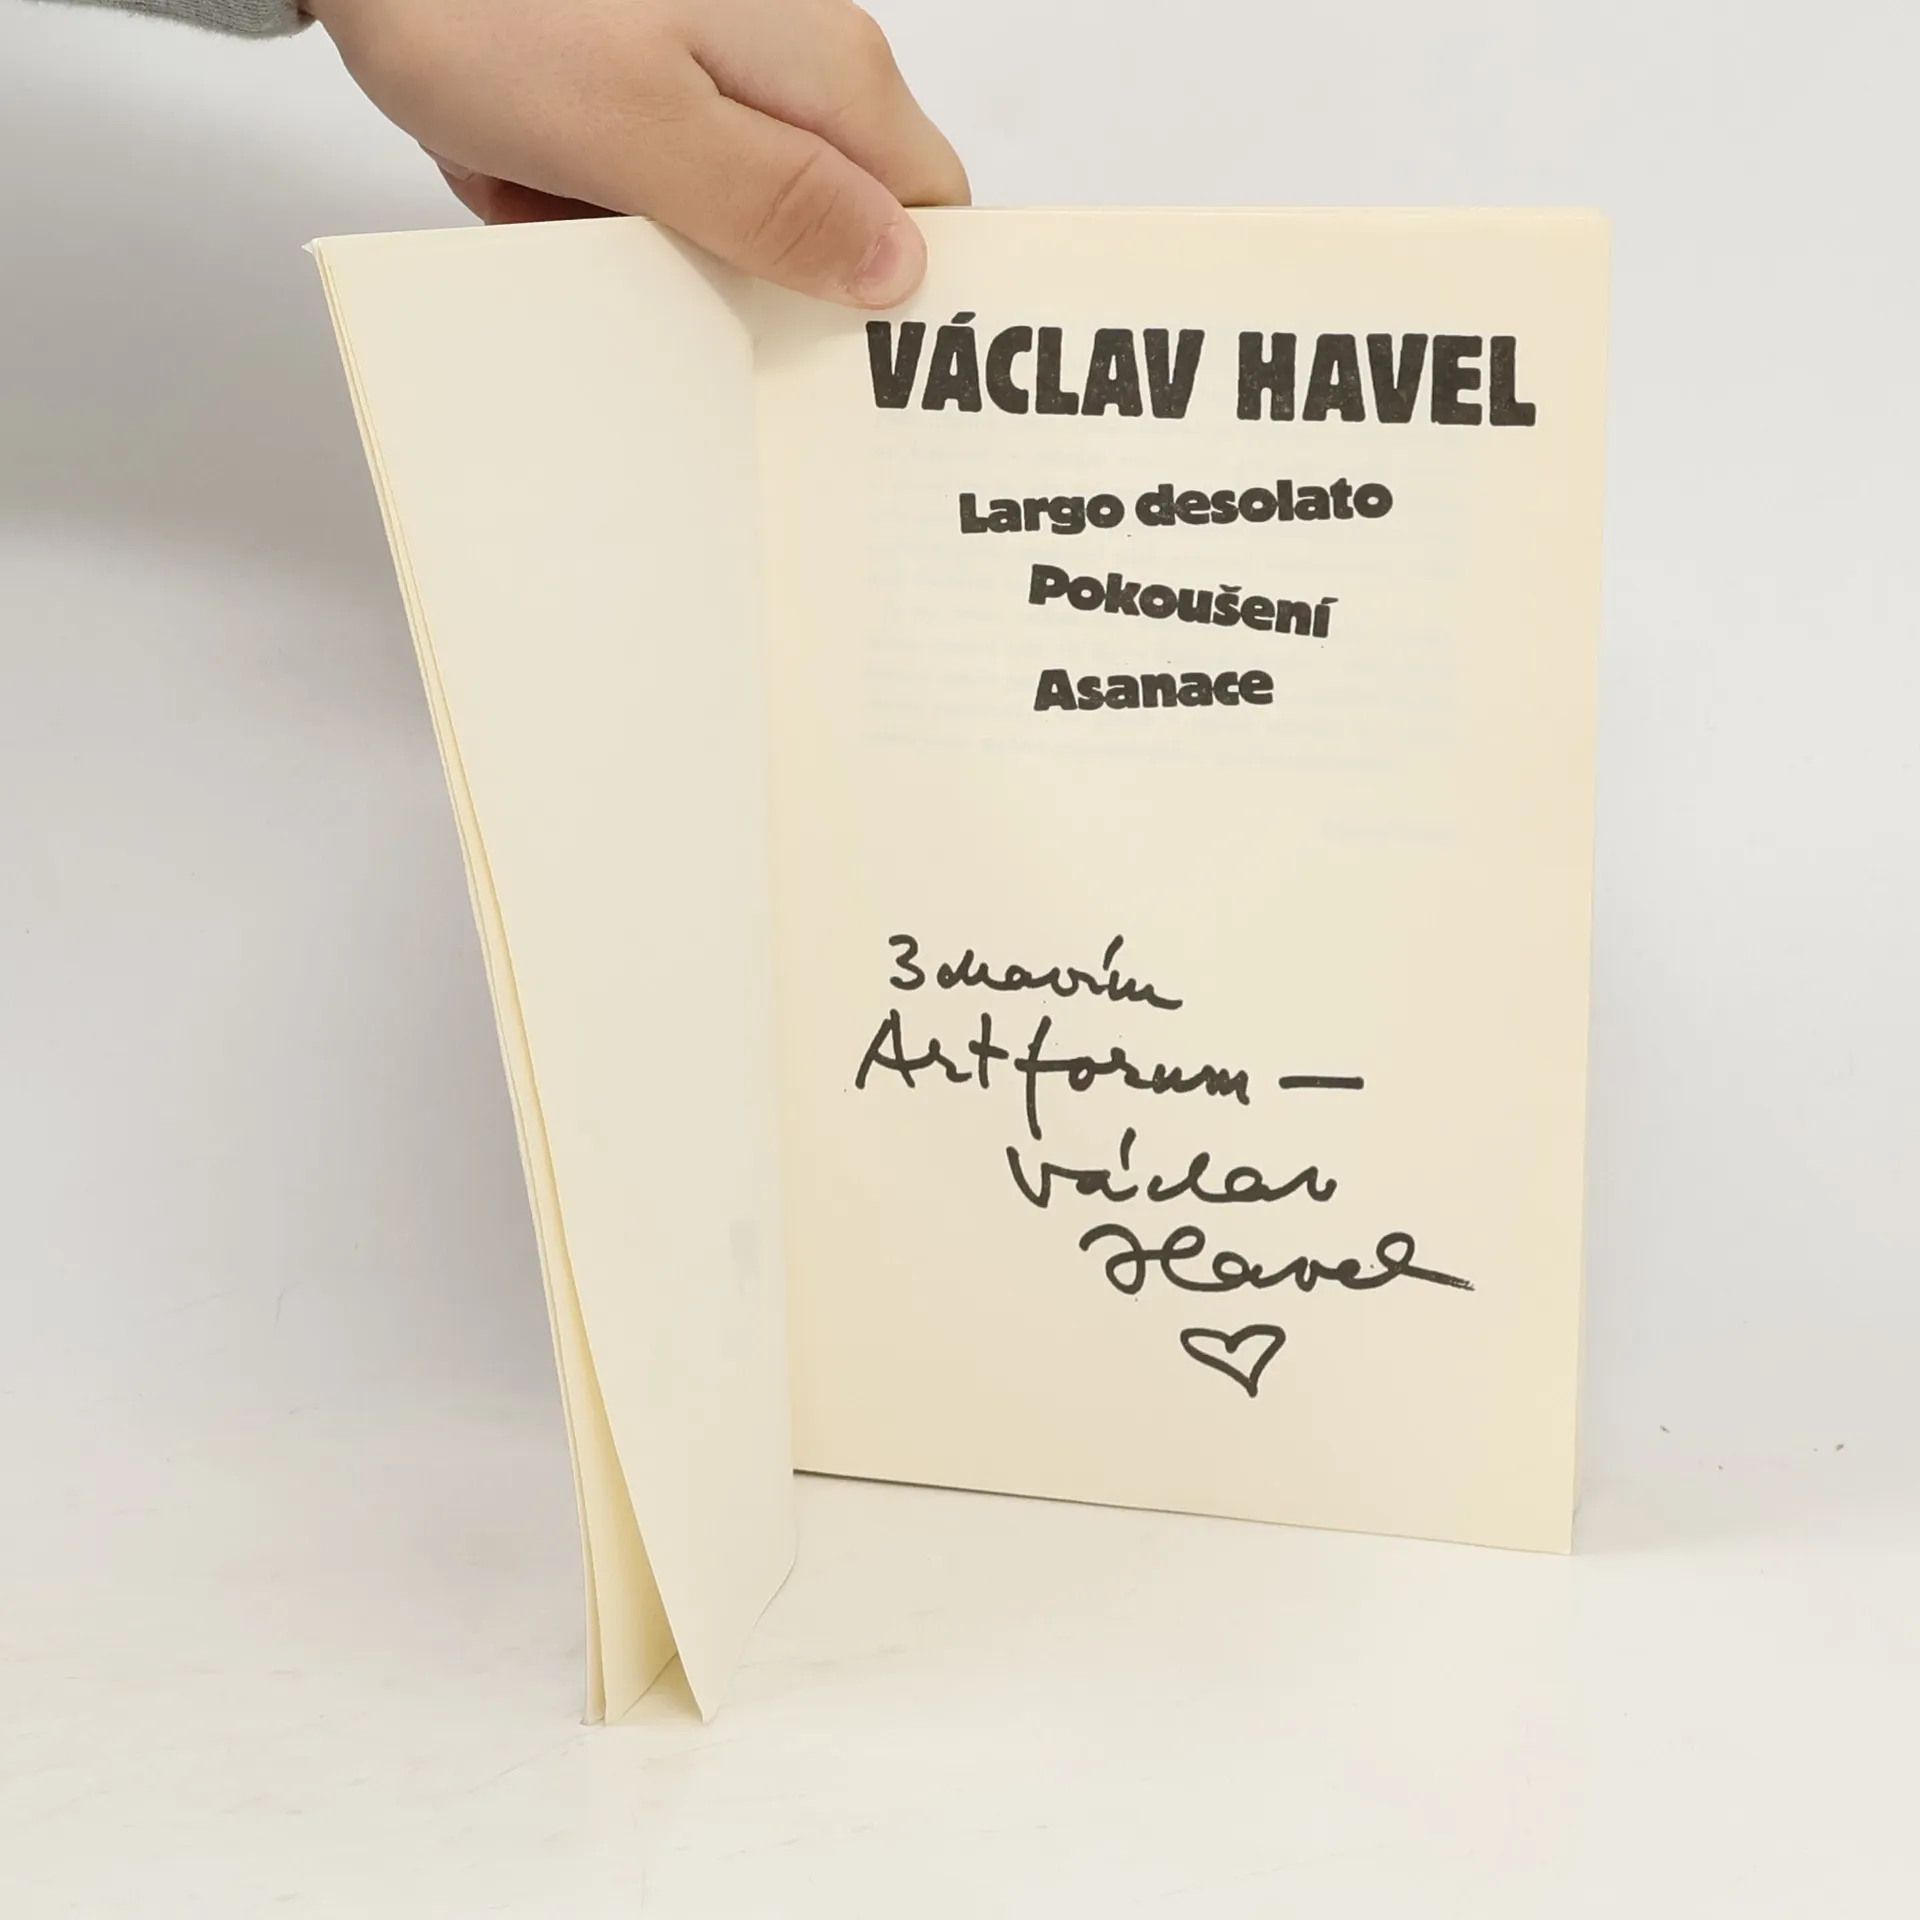 VÁCLAV HAVEL
Largo desolato
Pokoušení
Asanace
Zdravím
Artforum —
Václav
Havel